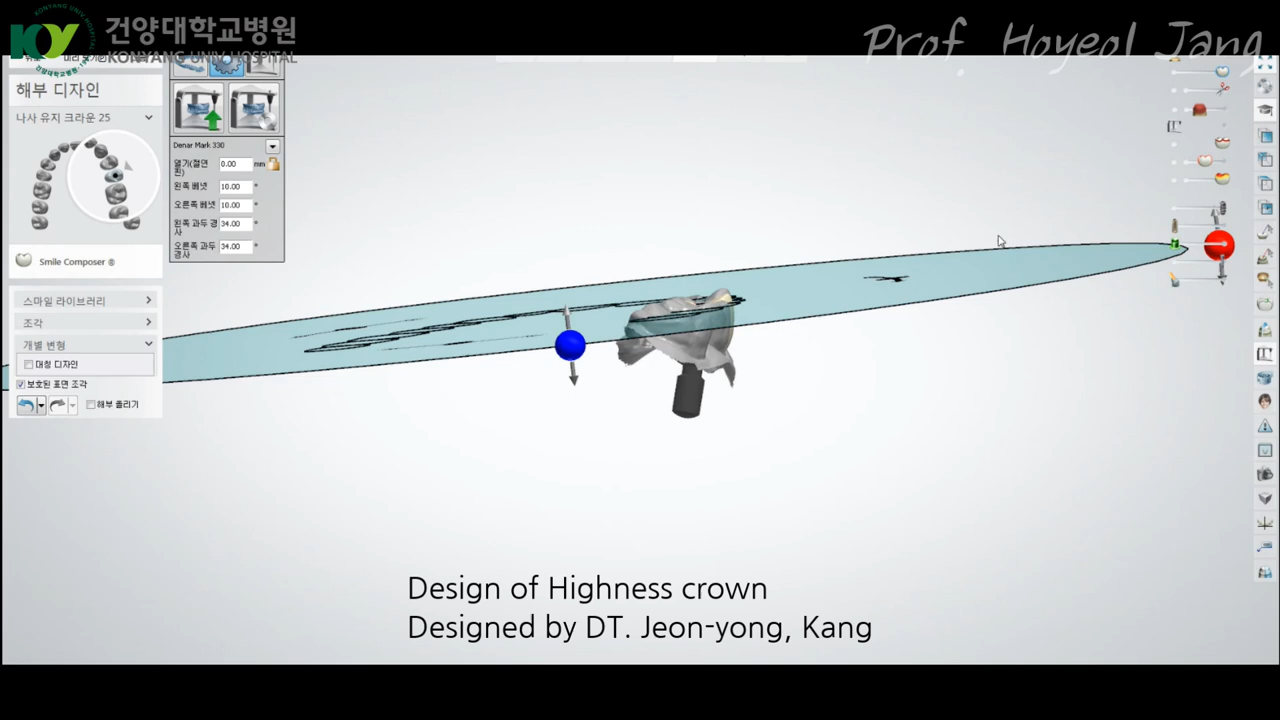 건양대학교병원
KONYANG UNIV HOSPITAL
Prof. Hoyeol Jang
해부 디자인
나사 유지 크라운 25
Smile Composer ®
스마일 라이브러리
조각
개별 변형
대칭 디자인
보호된 표면 조각
해부 돌리기
Denar Mark 330
열기(절연핀) 0.00 mm
왼쪽 베넷 10.00 °
오른쪽 베넷 10.00 °
왼쪽 과두 경사 34.00 °
오른쪽 과두 경사 34.00 °
Design of Highness crown
Designed by DT. Jeon-yong, Kang